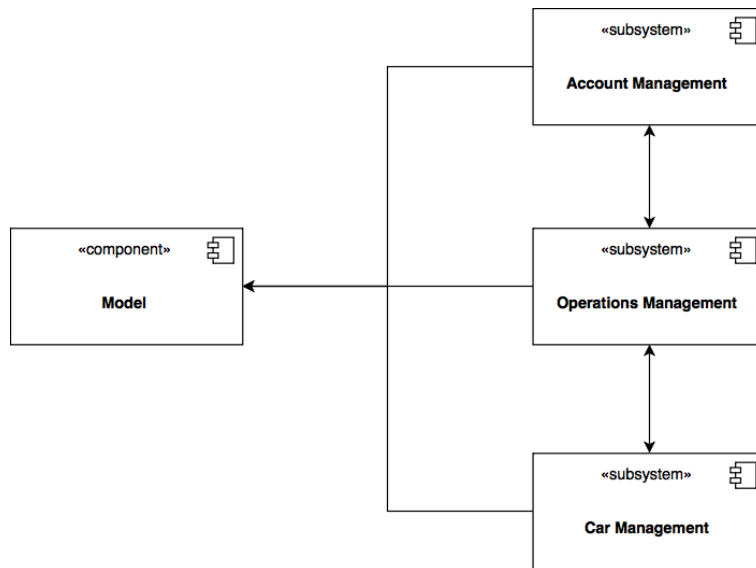 «subsystem»
Account Management
«component»
Model
«subsystem»
Operations Management
«subsystem»
Car Management